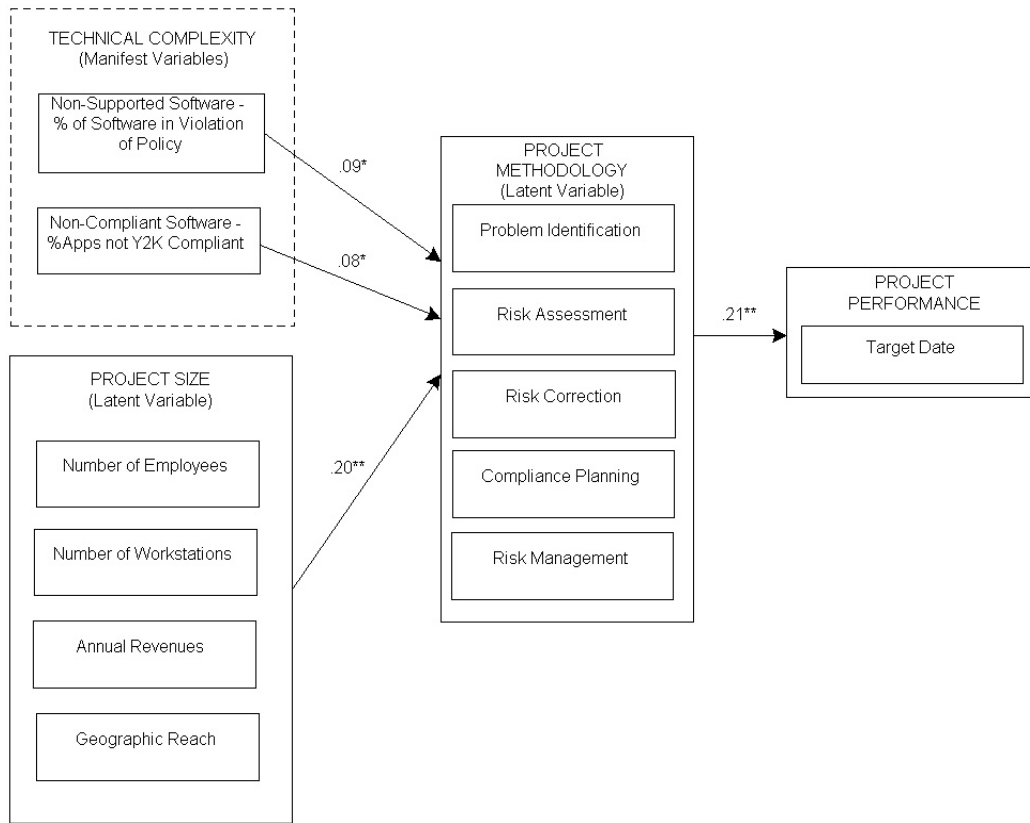 TECHNICAL COMPLEXITY
(Manifest Variables)
Non-Supported Software -
% of Software in Violation
of Policy
Non-Compliant Software -
%Apps not Y2K Compliant
.09*
.08*
PROJECT SIZE
(Latent Variable)
Number of Employees
Number of Workstations
Annual Revenues
Geographic Reach
.20**
PROJECT
METHODOLOGY
(Latent Variable)
Problem Identification
Risk Assessment
Risk Correction
Compliance Planning
Risk Management
.21**
PROJECT
PERFORMANCE
Target Date